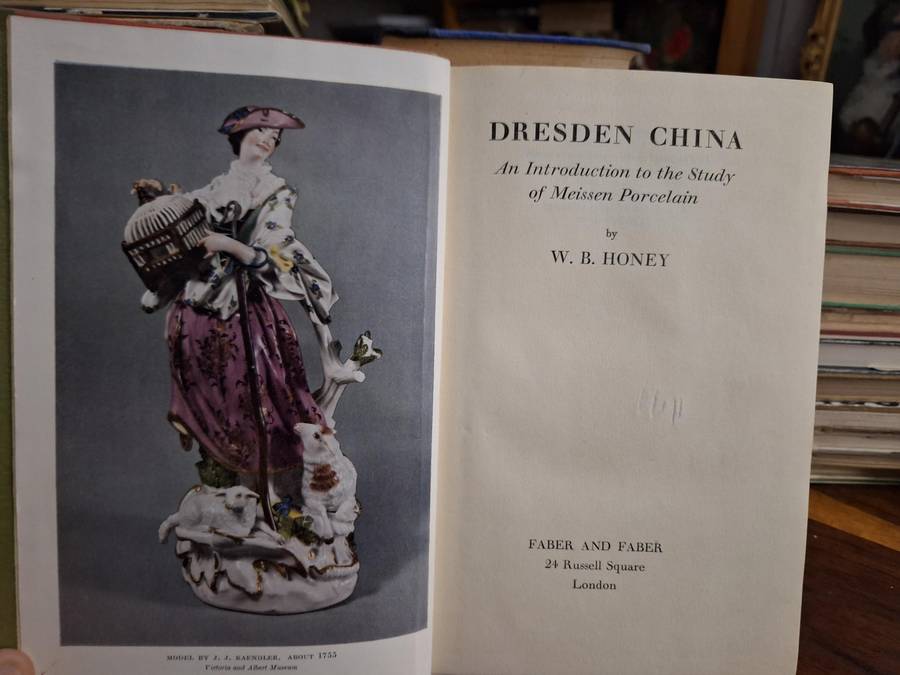 MODEL BY J. J. KAENDLER, ABOUT 1755
Victoria and Albert Museum
DRESDEN CHINA
An Introduction to the Study
of Meissen Porcelain
by
W. B. HONEY
FABER AND FABER
24 Russell Square
London